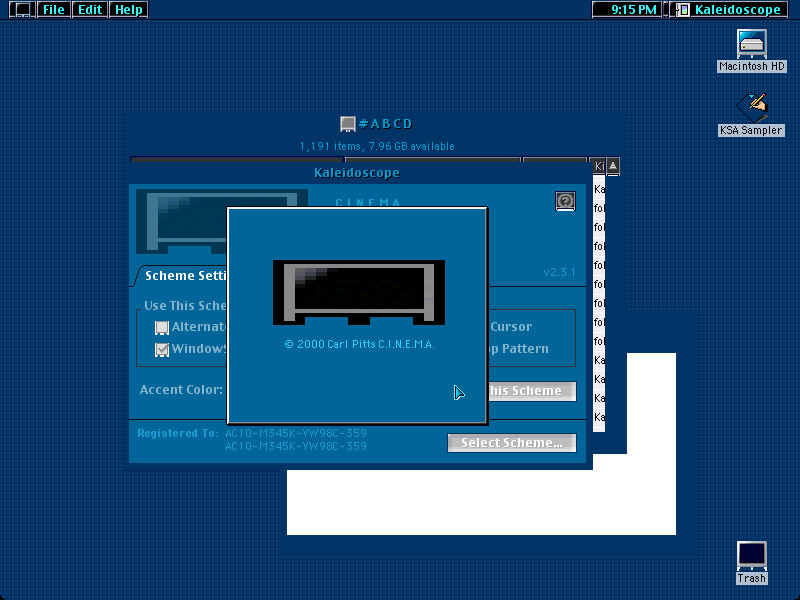 File Edit Help
9:15 PM Kaleidoscope
Macintosh HD
KSA Sampler
#ABCD
1,191 items, 7.96 GB available
Ki
Kaleidoscope
C I N E M A
v2.3.1
Scheme Setti
Use This Sche
Alternat
Cursor
Window
p Pattern
© 2000 Carl Pitts C.I.N.E.M.A.
Accent Color:
his Scheme
Registered To: AC10-M345K-YW98C-359
AC10-M345K-YW98C-359
Select Scheme...
Ka
fol
fol
fol
fol
fol
fol
fol
fol
Ka
Ka
Ka
Ka
Trash